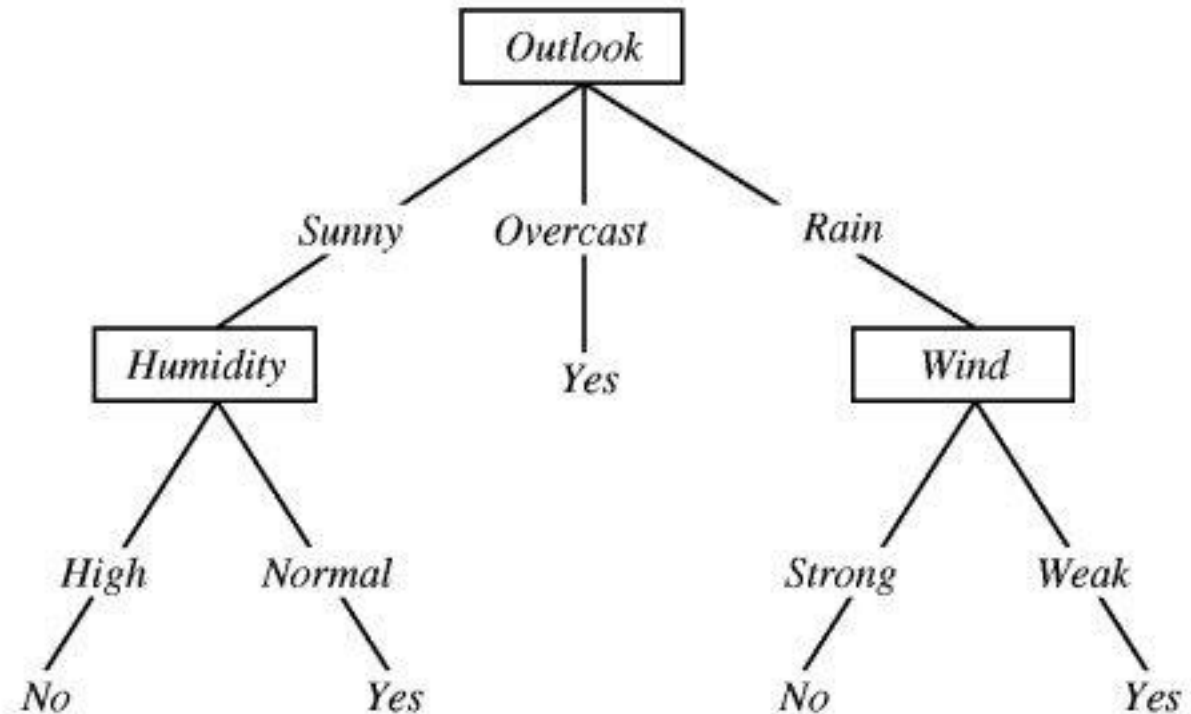 Outlook
Sunny Overcast Rain
Humidity Yes Wind
High Normal Strong Weak
No Yes No Yes